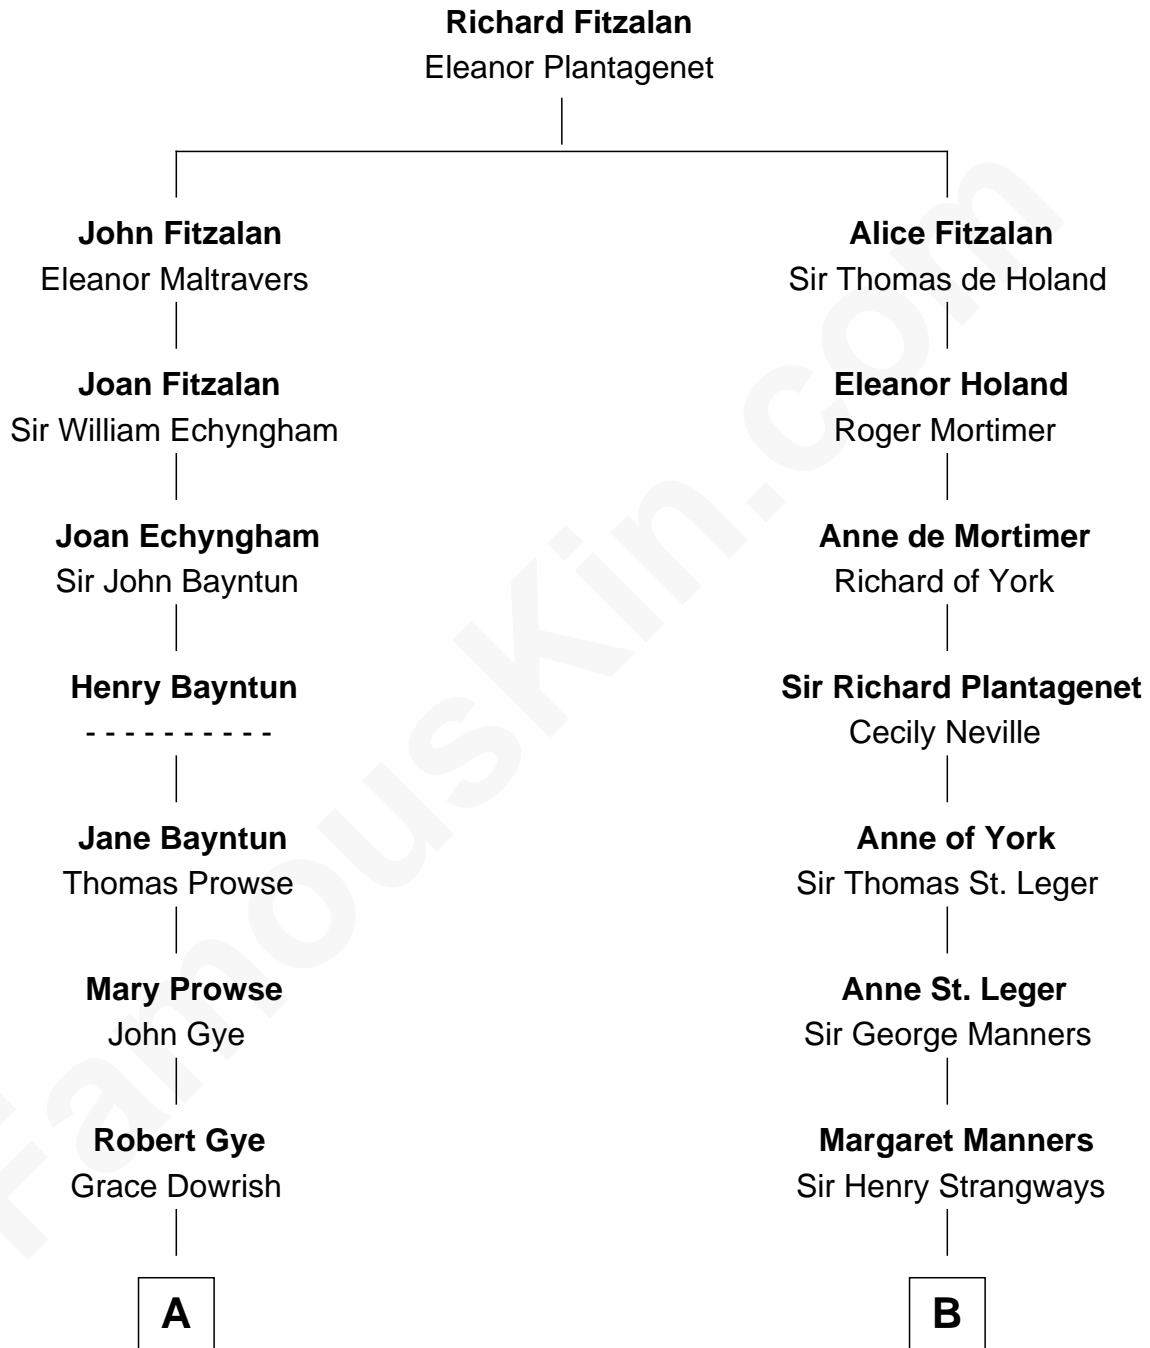 Richard Fitzalan
Eleanor Plantagenet
John Fitzalan
Eleanor Maltravers
Alice Fitzalan
Sir Thomas de Holand
Joan Fitzalan
Sir William Echyngham
Eleanor Holand
Roger Mortimer
Joan Echyngham
Sir John Bayntun
Anne de Mortimer
Richard of York
Henry Bayntun
- - - - - - - - - -
Sir Richard Plantagenet
Cecily Neville
Jane Bayntun
Thomas Prowse
Anne of York
Sir Thomas St. Leger
Mary Prowse
John Gye
Anne St. Leger
Sir George Manners
Robert Gye
Grace Dowrish
Margaret Manners
Sir Henry Strangways
A
B
FamousKin.com